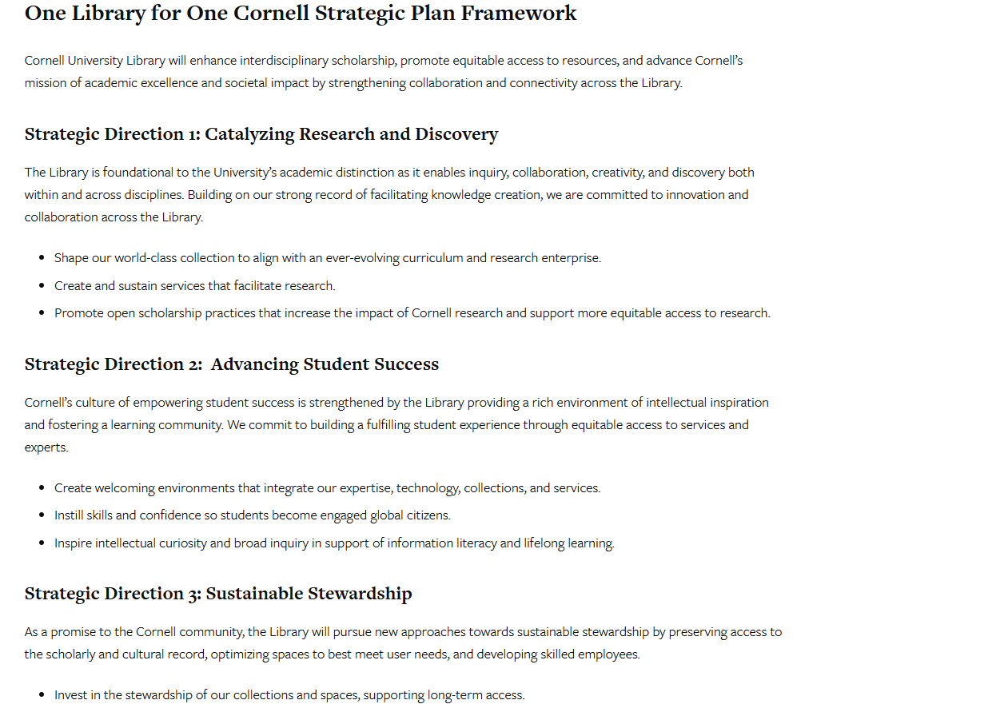 One Library for One Cornell Strategic Plan Framework
Cornell University Library will enhance interdisciplinary scholarship, promote equitable access to resources, and advance Cornell’s
mission of academic excellence and societal impact by strengthening collaboration and connectivity across the Library.
Strategic Direction 1: Catalyzing Research and Discovery
The Library is foundational to the University’s academic distinction as it enables inquiry, collaboration, creativity, and discovery both
within and across disciplines. Building on our strong record of facilitating knowledge creation, we are committed to innovation and
collaboration across the Library.
• Shape our world-class collection to align with an ever-evolving curriculum and research enterprise.
• Create and sustain services that facilitate research.
• Promote open scholarship practices that increase the impact of Cornell research and support more equitable access to research.
Strategic Direction 2:  Advancing Student Success
Cornell’s culture of empowering student success is strengthened by the Library providing a rich environment of intellectual inspiration
and fostering a learning community. We commit to building a fulfilling student experience through equitable access to services and
experts.
• Create welcoming environments that integrate our expertise, technology, collections, and services.
• Instill skills and confidence so students become engaged global citizens.
• Inspire intellectual curiosity and broad inquiry in support of information literacy and lifelong learning.
Strategic Direction 3: Sustainable Stewardship
As a promise to the Cornell community, the Library will pursue new approaches towards sustainable stewardship by preserving access to
the scholarly and cultural record, optimizing spaces to best meet user needs, and developing skilled employees.
• Invest in the stewardship of our collections and spaces, supporting long-term access.